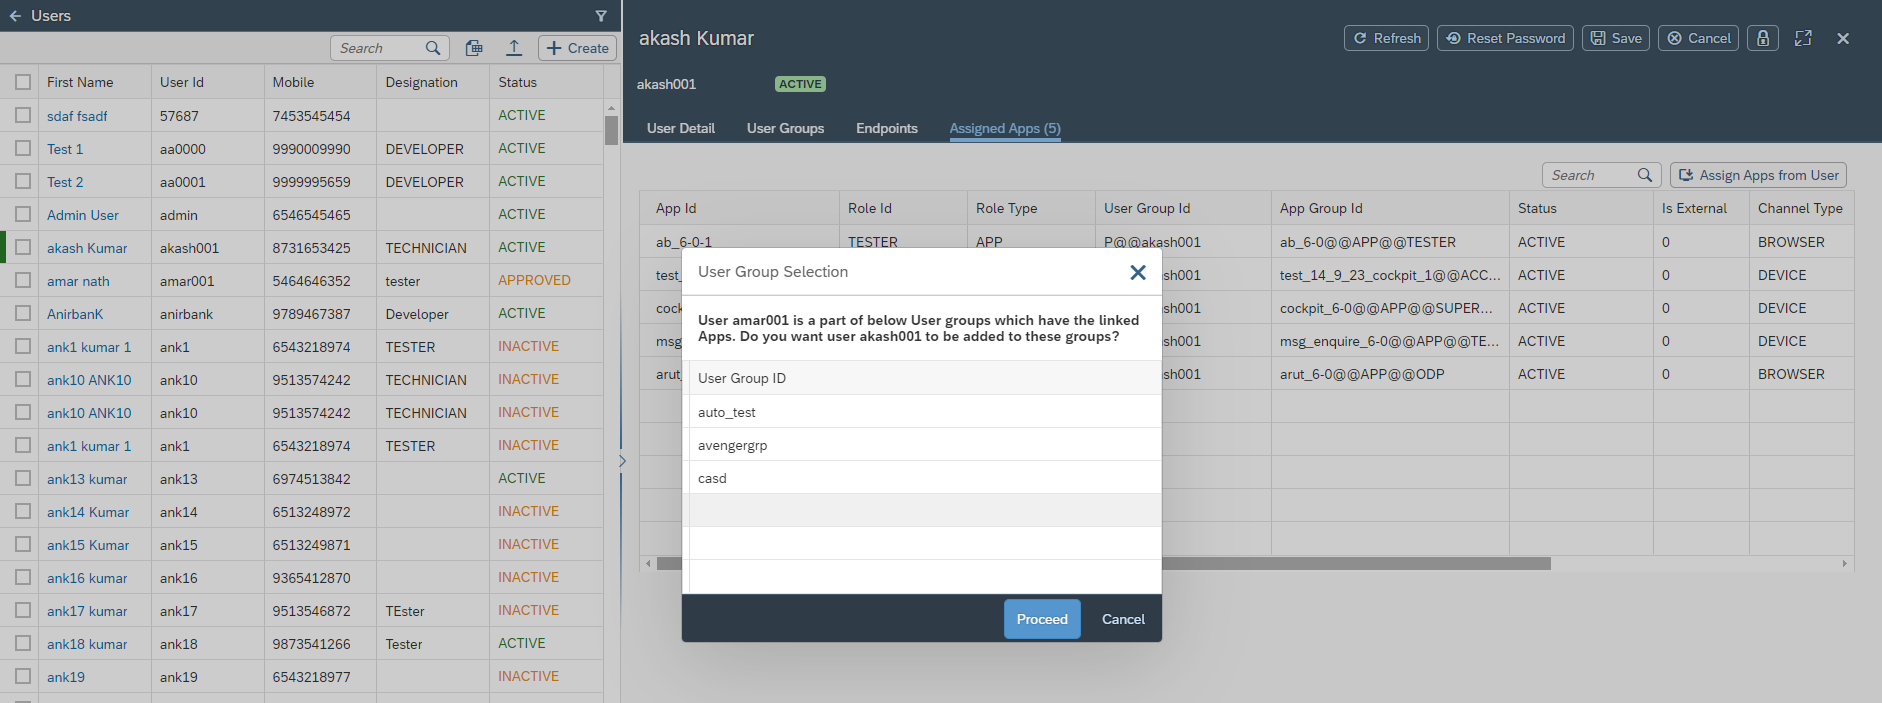 Users
Search
Create
First Name User Id Mobile Designation Status
sdaf fsadf 57687 7453545454 ACTIVE
Test 1 aa0000 9990009990 DEVELOPER ACTIVE
Test 2 aa0001 9999995659 DEVELOPER ACTIVE
Admin User admin 6546545465 ACTIVE
akash Kumar akash001 8731653425 TECHNICIAN ACTIVE
amar nath amar001 5464646352 tester APPROVED
AnirbanK anirbank 9789467387 Developer ACTIVE
ank1 kumar 1 ank1 6543218974 TESTER INACTIVE
ank10 ANK10 ank10 9513574242 TECHNICIAN INACTIVE
ank10 ANK10 ank10 9513574242 TECHNICIAN INACTIVE
ank1 kumar 1 ank1 6543218974 TESTER INACTIVE
ank13 kumar ank13 6974513842 ACTIVE
ank14 Kumar ank14 6513248972 INACTIVE
ank15 Kumar ank15 6513249871 INACTIVE
ank16 kumar ank16 9365412870 INACTIVE
ank17 kumar ank17 9513546872 TEster INACTIVE
ank18 kumar ank18 9873541266 Tester ACTIVE
ank19 ank19 6543218977 INACTIVE
akash Kumar
Refresh Reset Password Save Cancel
akash001 ACTIVE
User Detail User Groups Endpoints Assigned Apps (5)
Search Assign Apps from User
App Id Role Id Role Type User Group Id App Group Id Status Is External Channel Type
ab_6-0-1 TESTER APP P@@akash001 ab_6-0@@APP@@TESTER ACTIVE 0 BROWSER
test_ sh001 test_14_9_23_cockpit_1@@ACC... ACTIVE 0 DEVICE
cock sh001 cockpit_6-0@@APP@@SUPER... ACTIVE 0 DEVICE
msg sh001 msg_enquire_6-0@@APP@@TE... ACTIVE 0 DEVICE
arut sh001 arut_6-0@@APP@@ODP ACTIVE 0 BROWSER
User Group Selection
User amar001 is a part of below User groups which have the linked
Apps. Do you want user akash001 to be added to these groups?
User Group ID
auto_test
avengergrp
casd
Proceed Cancel